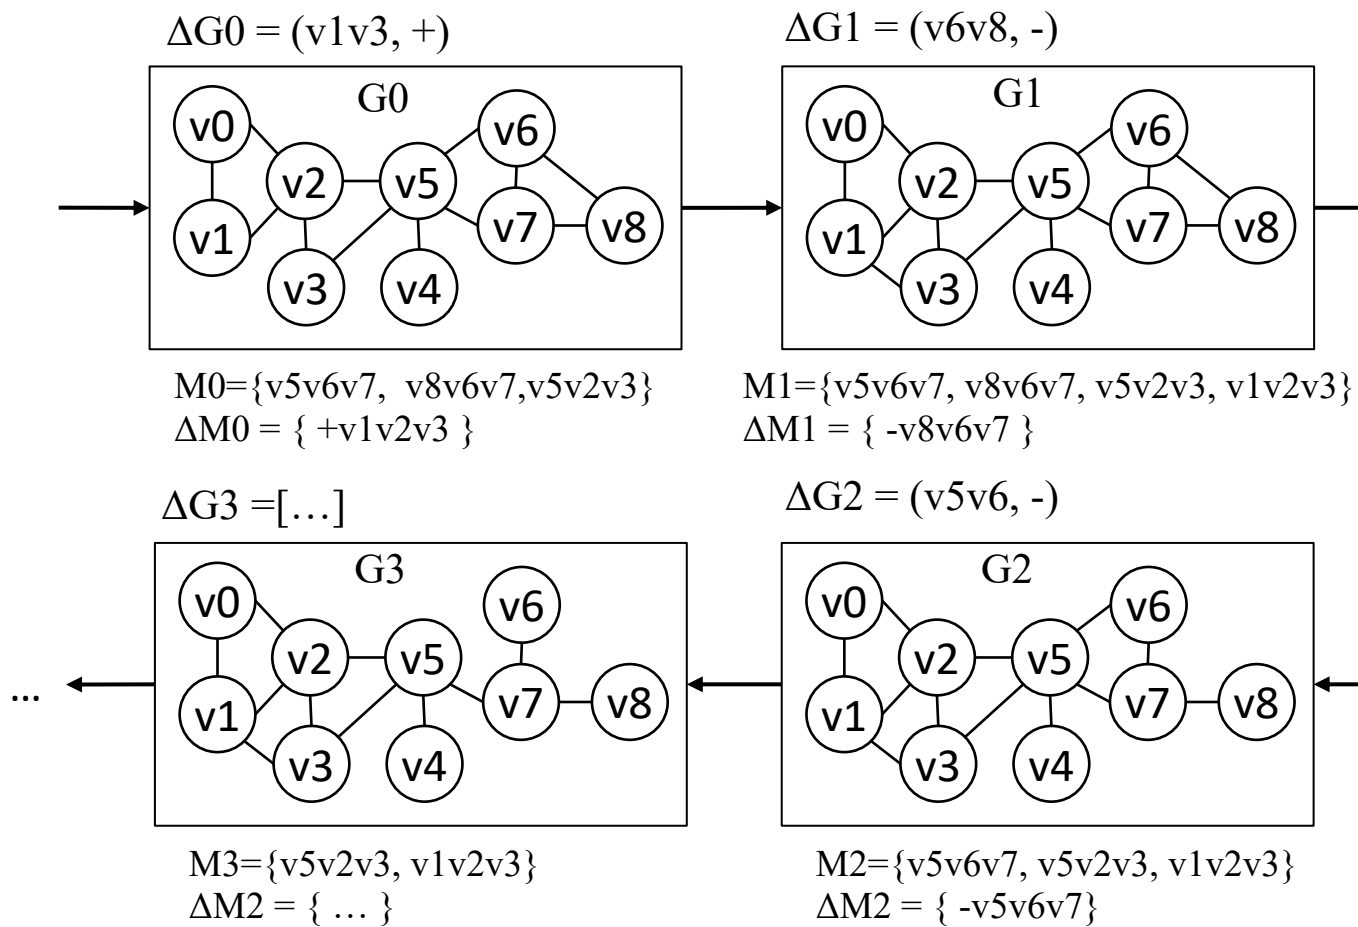 ΔG0 = (v1v3, +)
G0
v0
v6
v2
v5
v1
v7
v8
v3
v4
M0={v5v6v7, v8v6v7,v5v2v3}
ΔM0 = { +v1v2v3 }
ΔG1 = (v6v8, -)
G1
v0
v6
v2
v5
v1
v7
v8
v3
v4
M1={v5v6v7, v8v6v7, v5v2v3, v1v2v3}
ΔM1 = { -v8v6v7 }
ΔG2 = (v5v6, -)
G2
v0
v6
v2
v5
v1
v7
v8
v3
v4
M2={v5v6v7, v5v2v3, v1v2v3}
ΔM2 = { -v5v6v7}
ΔG3 =[…]
G3
v0
v6
v2
v5
v1
v7
v8
v3
v4
M3={v5v2v3, v1v2v3}
ΔM2 = { … }
...